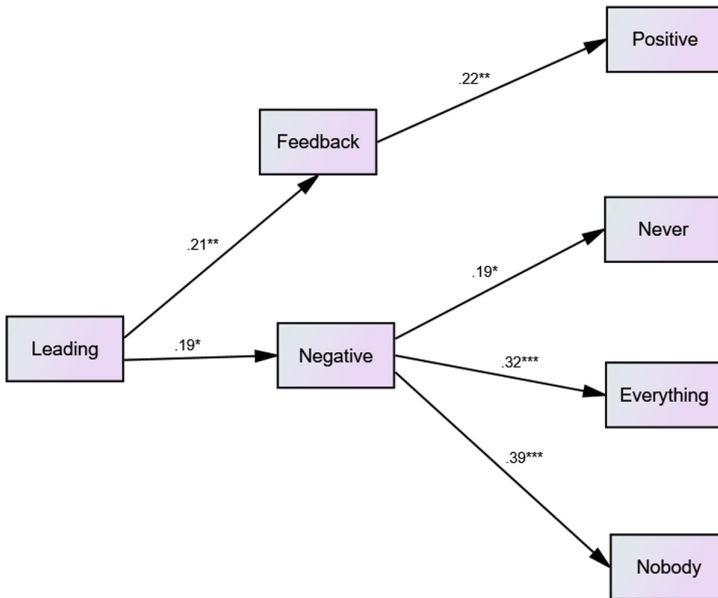 Positive
.22**
Feedback
Never
.21**
.19*
Leading
.19*
Negative
.32***
Everything
.39***
Nobody